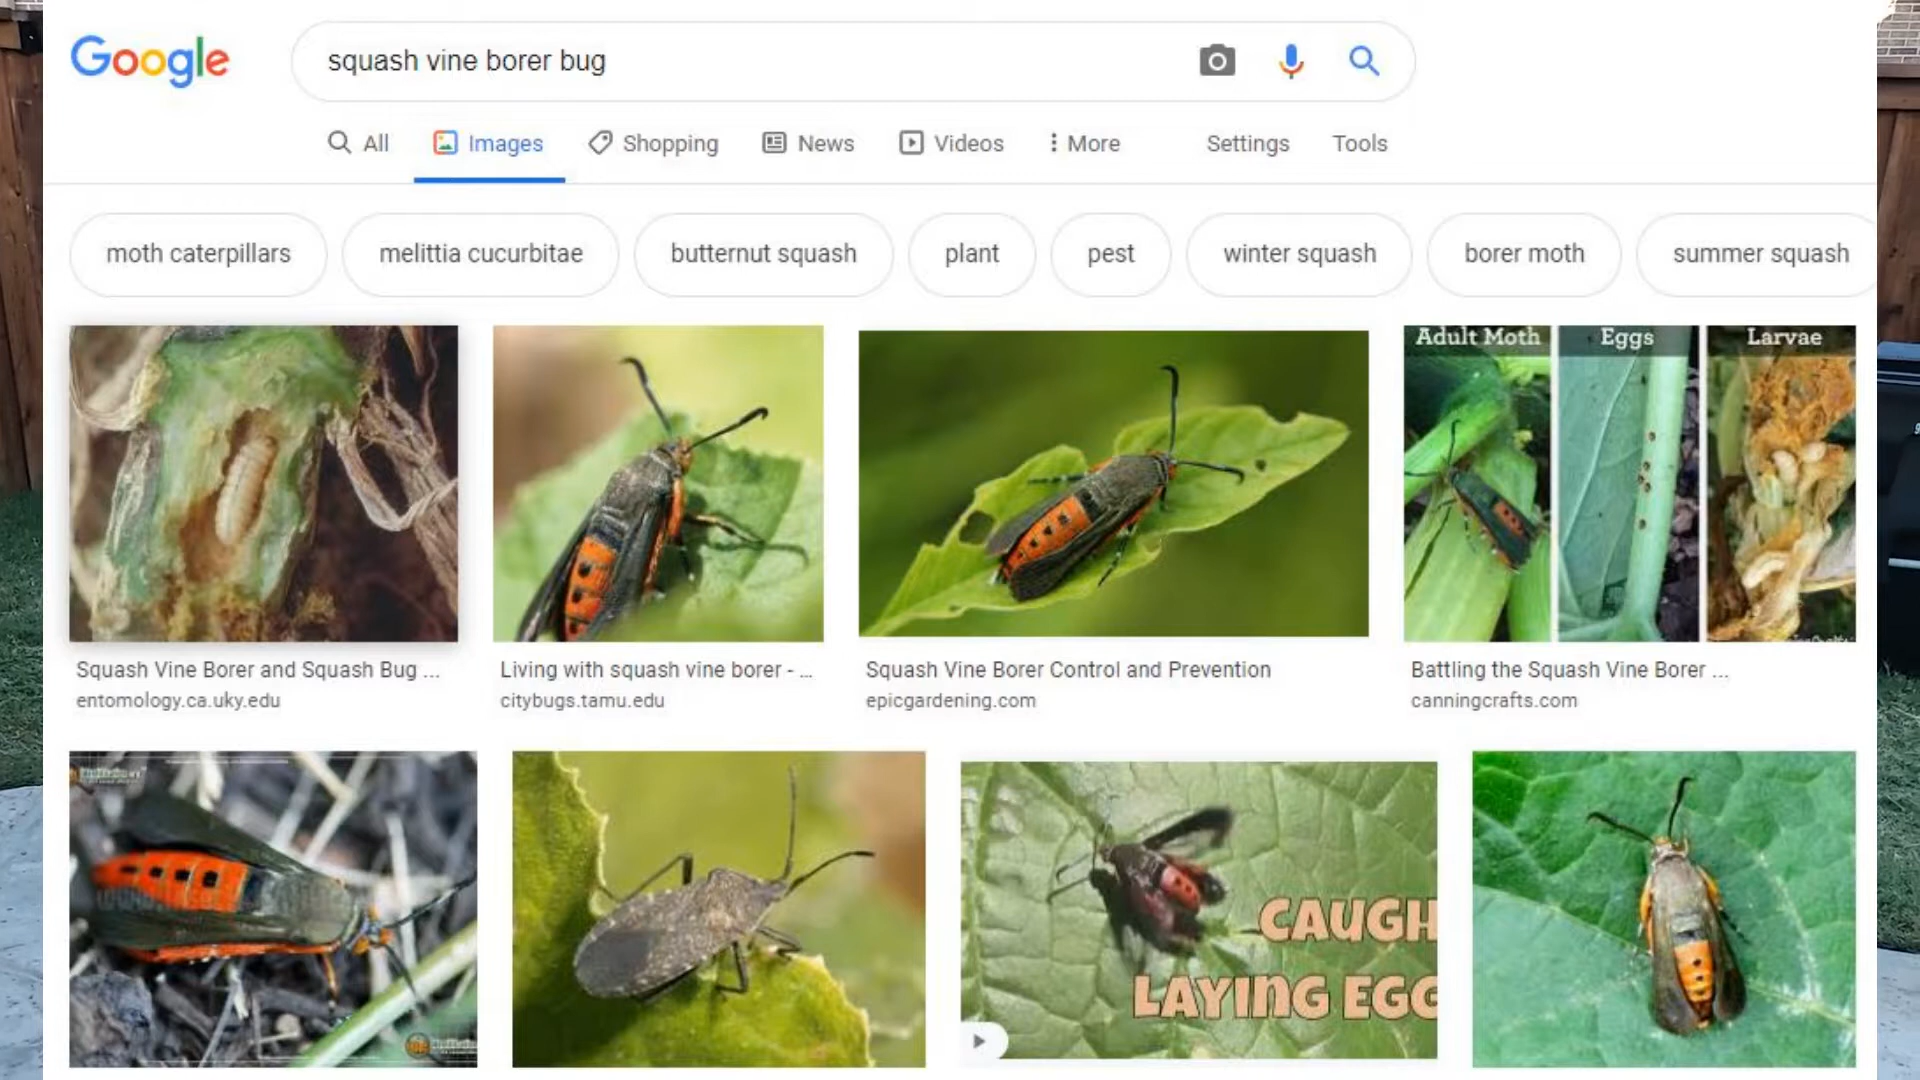 Google
squash vine borer bug
All Images Shopping News Videos More Settings Tools
moth caterpillars melittia cucurbitae butternut squash plant pest winter squash borer moth summer squash
Adult Moth Eggs Larvae
Squash Vine Borer and Squash Bug ...
entomology.ca.uky.edu
Living with squash vine borer - ...
citybugs.tamu.edu
Squash Vine Borer Control and Prevention
epicgardening.com
Battling the Squash Vine Borer ...
canningcrafts.com
CAUGH
LAYING EGG